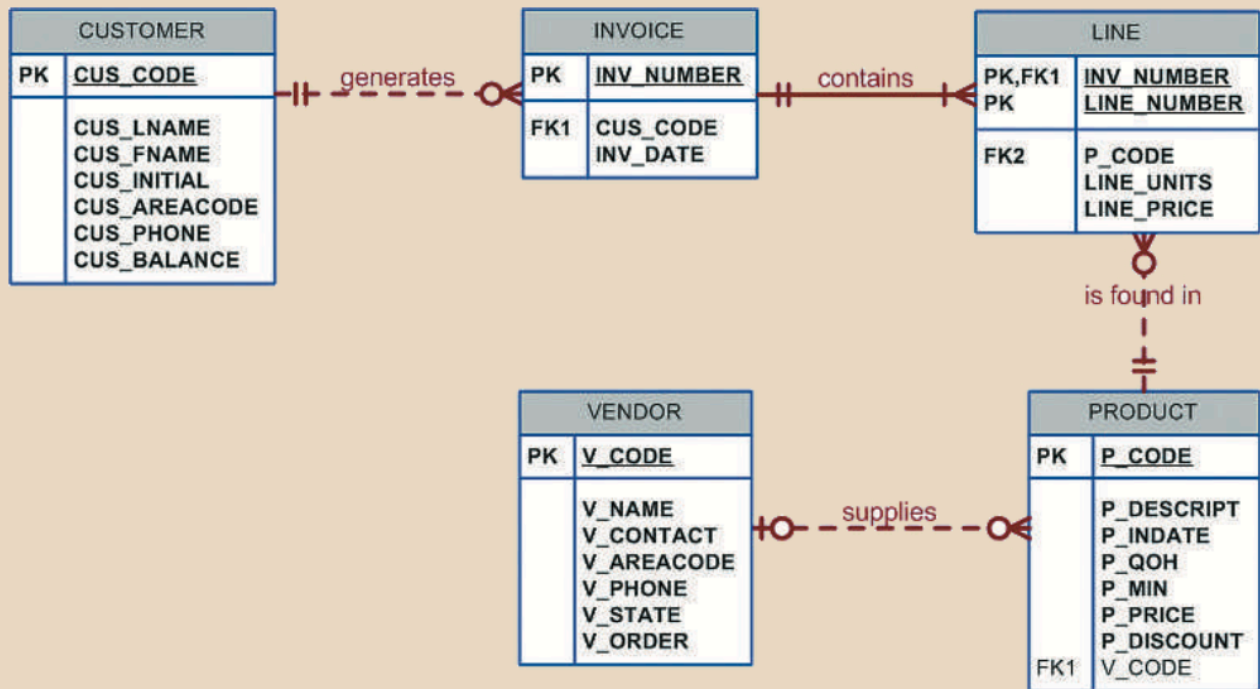 CUSTOMER
PK CUS_CODE
CUS_LNAME
CUS_FNAME
CUS_INITIAL
CUS_AREACODE
CUS_PHONE
CUS_BALANCE
generates
INVOICE
PK INV_NUMBER
FK1 CUS_CODE
INV_DATE
contains
LINE
PK,FK1 INV_NUMBER
PK LINE_NUMBER
FK2 P_CODE
LINE_UNITS
LINE_PRICE
is found in
VENDOR
PK V_CODE
V_NAME
V_CONTACT
V_AREACODE
V_PHONE
V_STATE
V_ORDER
supplies
PRODUCT
PK P_CODE
P_DESCRIPT
P_INDATE
P_QOH
P_MIN
P_PRICE
P_DISCOUNT
FK1 V_CODE